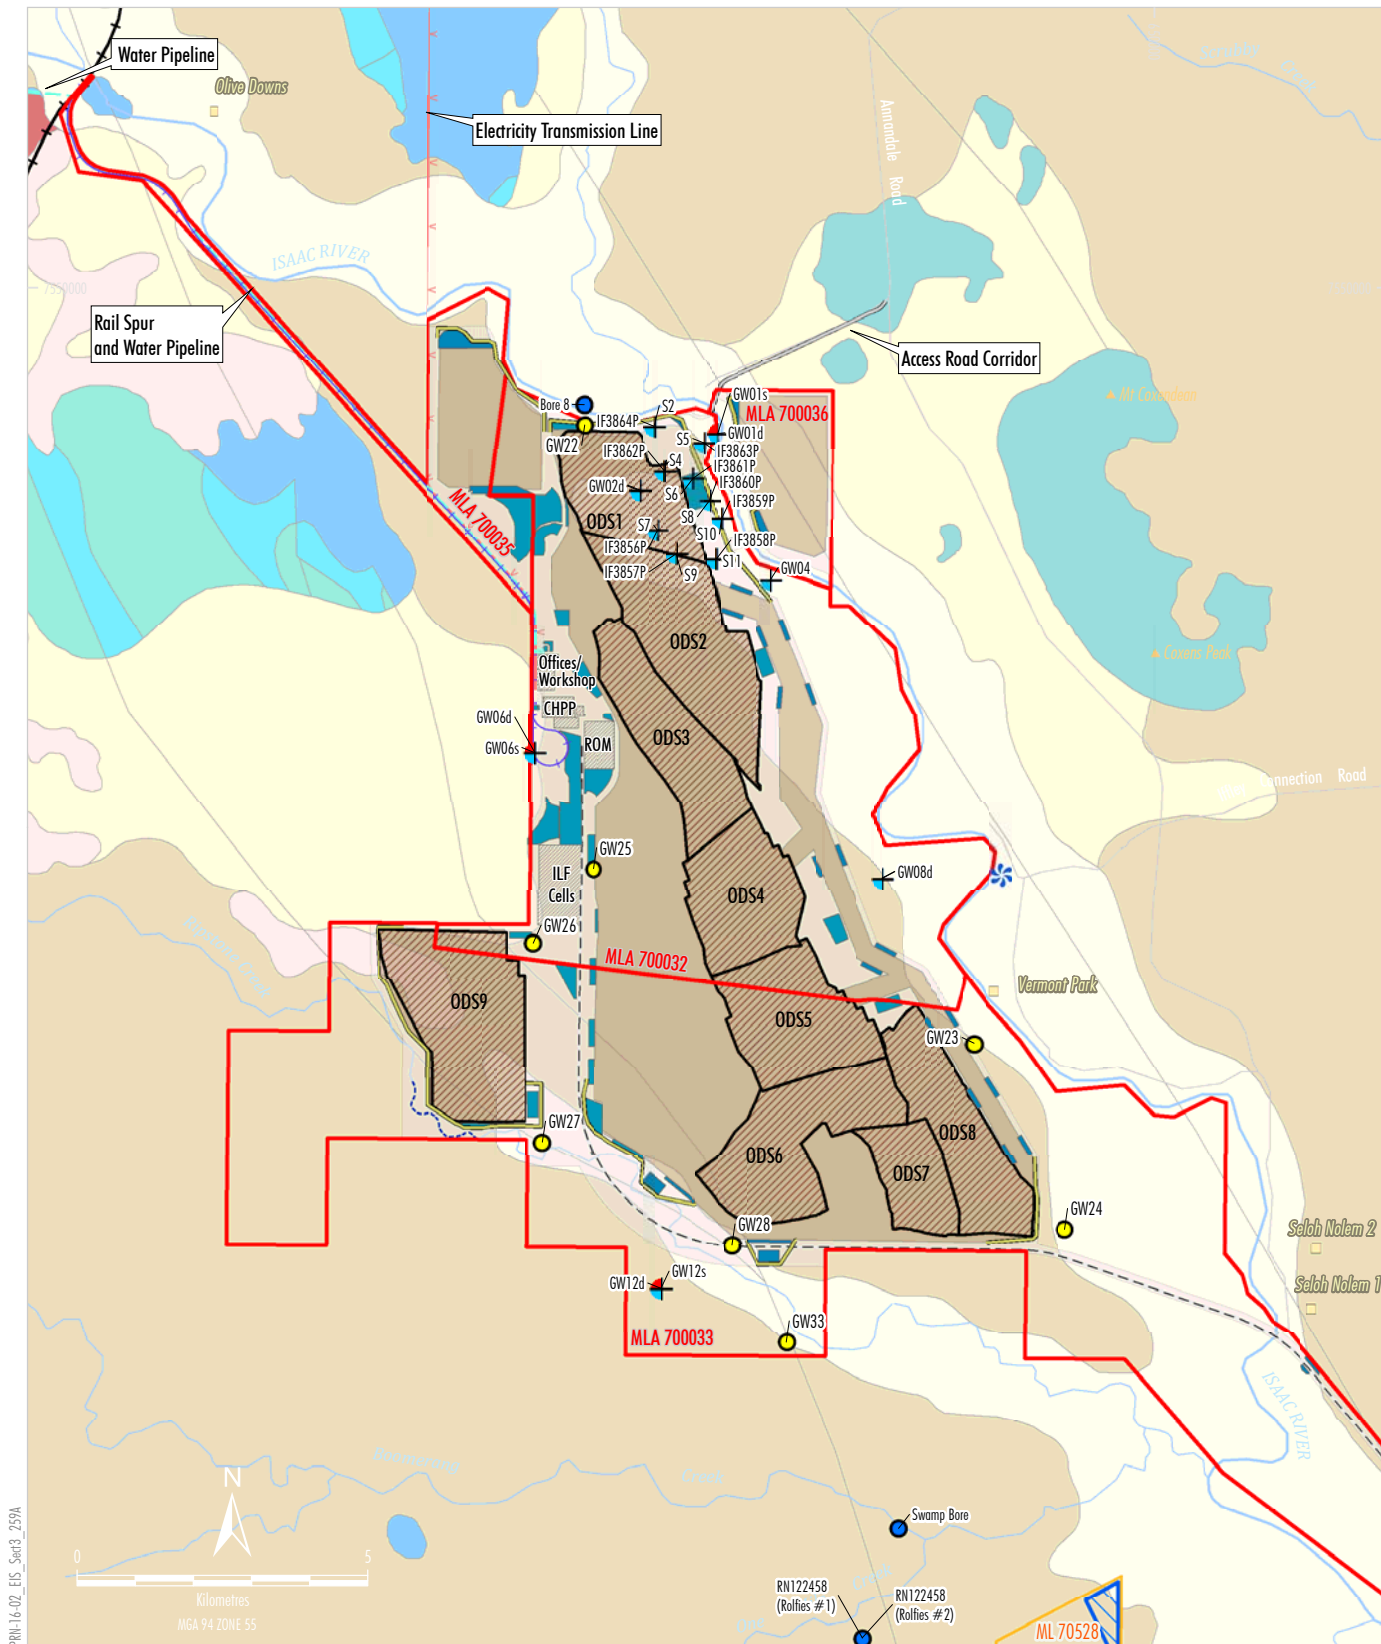 Water Pipeline
Olive Downs
Electricity Transmission Line
Annandale Road
ISAAC RIVER
7550000
Rail Spur
and Water Pipeline
Access Road Corridor
Mt Coxendean
Bore 8
S2
GW01s
MLA 700036
IF3864P
GW01d
GW22
S5
IF3863P
IF3862P
S4
IF3861P
GW02d
S6
IF3860P
MLA 700035
ODS1
S8
IF3859P
S7
S10
IF3858P
IF3856P
S11
IF3857P
S9
GW04
ODS2
Coxens Peak
Offices/
Workshop
CHPP
GW06d
GW06s
ROM
ODS3
Connection Road
GW25
ILF
Cells
GW08d
ODS4
GW26
MLA 700032
Vermont Park
ODS9
ODS5
GW23
GW27
ODS8
ODS6
ODS7
GW28
GW24
Seloh Nolem 2
GW12s
GW12d
Seloh Nolem 1
GW33
MLA 700033
ISAAC RIVER
Creek
N
0 5
Kilometres
MGA 94 ZONE 55
Swamp Bore
RN122458
(Rolfies #1)
RN122458
(Rolfies #2)
ML 70528
PRN-16-02_EIS_Sect3_259A